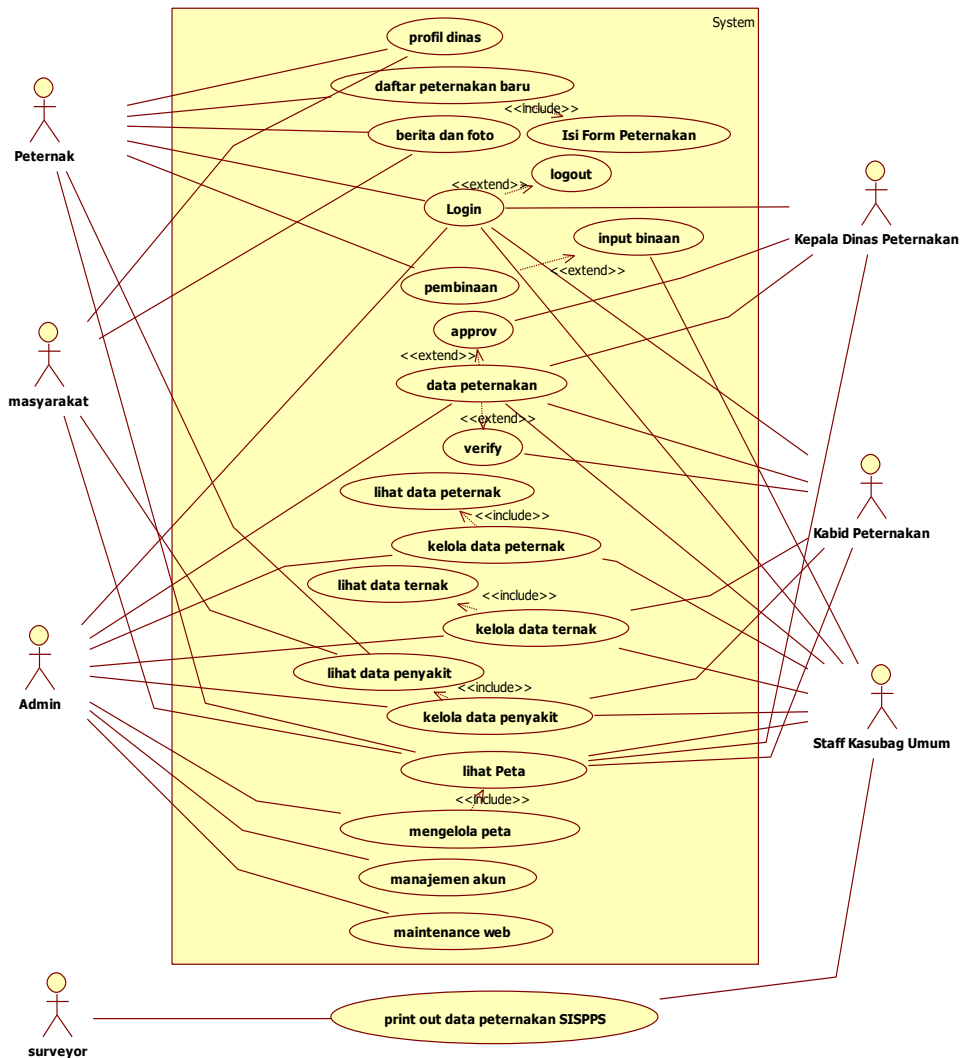 System
profil dinas
daftar peternakan baru
<<include>>
berita dan foto
Isi Form Peternakan
Peternak
logout
<<extend>>
Login
input binaan
Kepala Dinas Peternakan
<<extend>>
pembinaan
approv
<<extend>>
data peternakan
masyarakat
<<extend>>
verify
lihat data peternak
<<include>>
Kabid Peternakan
kelola data peternak
lihat data ternak
<<include>>
kelola data ternak
lihat data penyakit
<<include>>
Admin
kelola data penyakit
Staff Kasubag Umum
lihat Peta
<<include>>
mengelola peta
manajemen akun
maintenance web
print out data peternakan SISPPS
surveyor